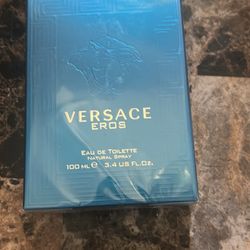 VERSACE
EROS
EAU DE TOILETTE
NATURAL SPRAY
100 ML ℮ 3.4 US FL.OZ.